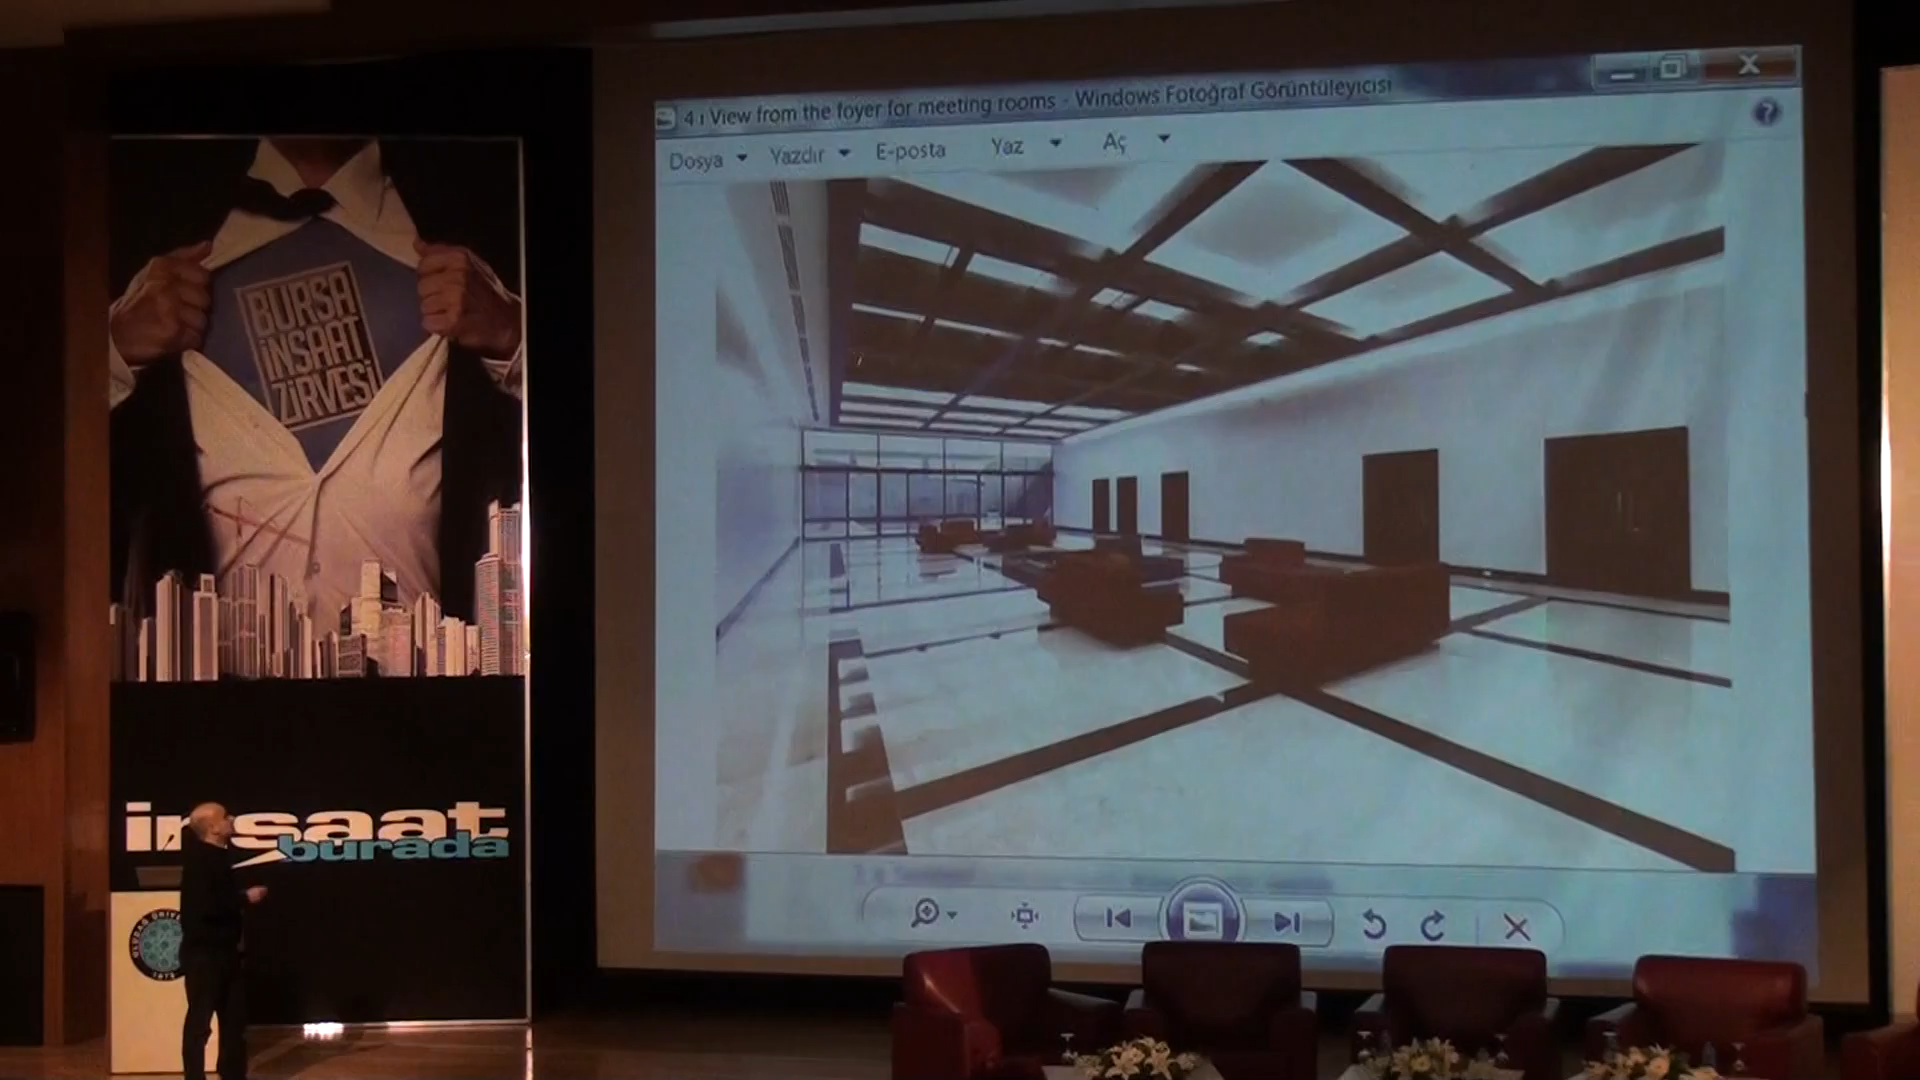 BURSA
İNŞAAT
ZİRVESİ
inşaat
burada
4 ı View from the foyer for meeting rooms - Windows Fotoğraf Görüntüleyicisi
Dosya Yazdır E-posta Yaz Aç
1975